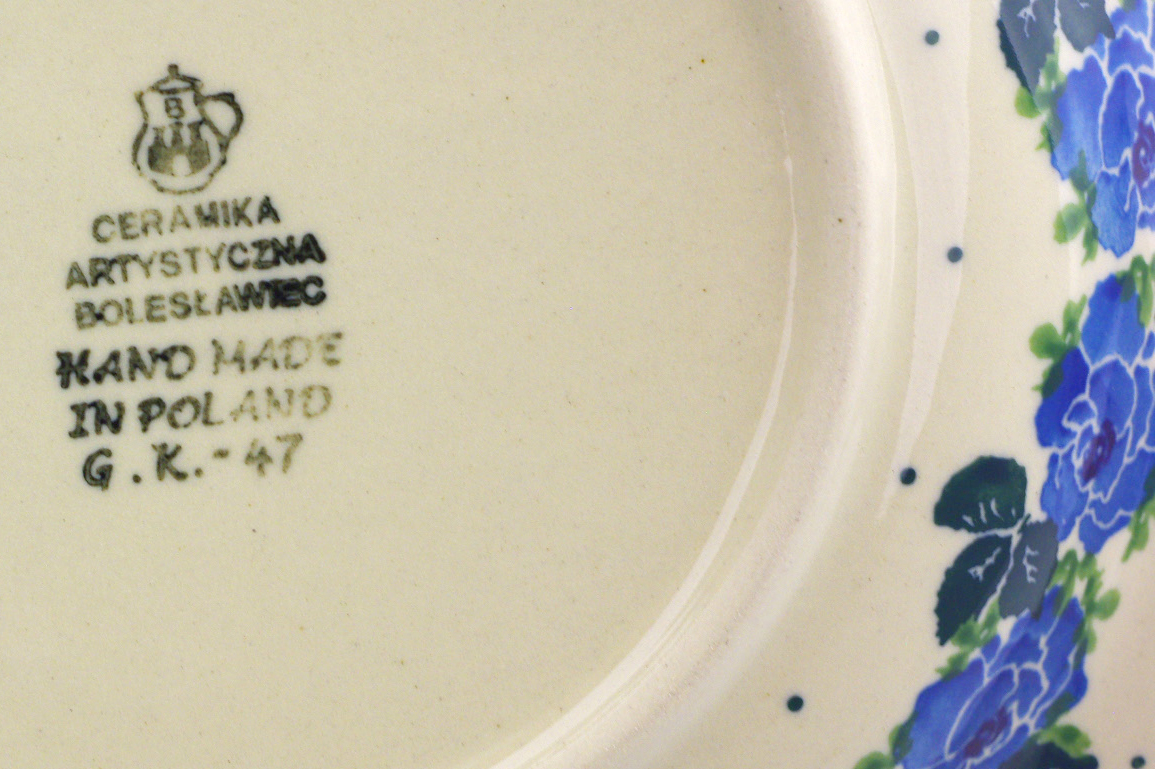 B
CERAMIKA
ARTYSTYCZNA
BOLESŁAWIEC
HAND MADE
IN POLAND
G.K.-47